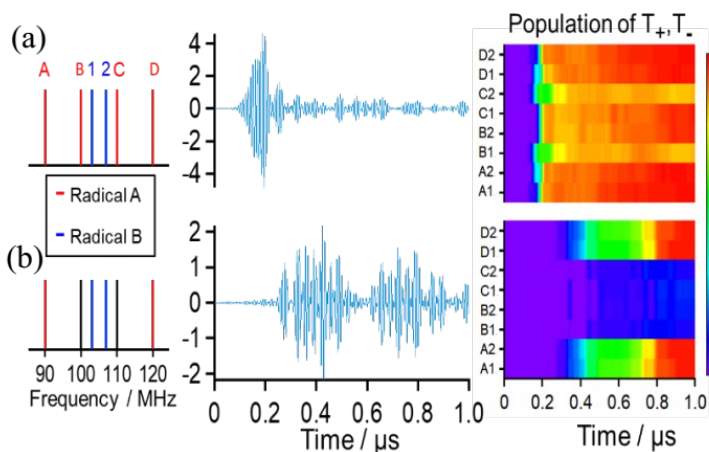 (a)
A B 1 2 C D
Radical A
Radical B
4
2
0
-2
-4
Population of T+,T-
D2
D1
C2
C1
B2
B1
A2
A1
(b)
90 100 110 120
Frequency / MHz
2
1
0
-1
-2
0 0.2 0.4 0.6 0.8 1.0
Time / μs
D2
D1
C2
C1
B2
B1
A2
A1
0 0.2 0.4 0.6 0.8 1.0
Time / μs